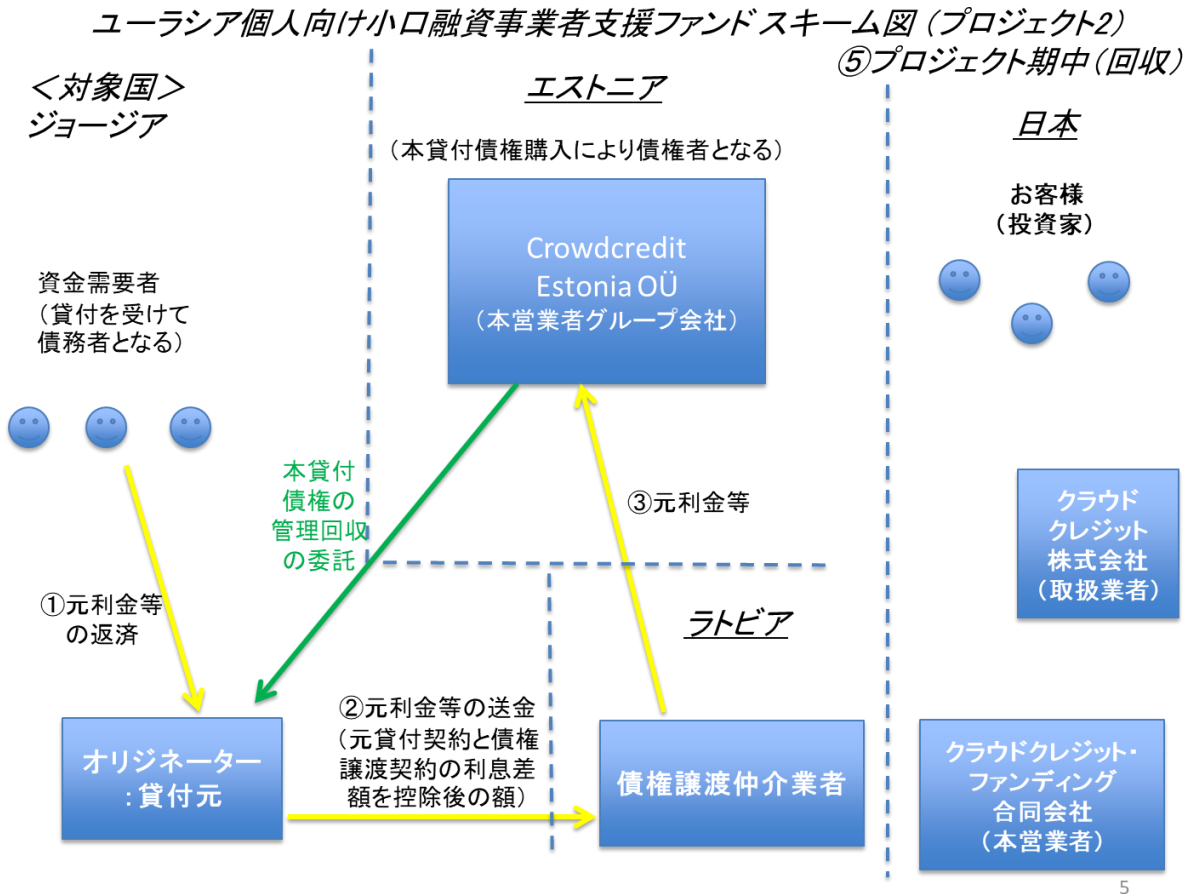 ユーラシア個人向け小口融資事業者支援ファンド スキーム図 (プロジェクト2)
⑤プロジェクト期中(回収)
＜対象国＞
ジョージア
エストニア
日本
（本貸付債権購入により債権者となる）
Crowdcredit
Estonia OÜ
（本営業者グループ会社）
お客様
（投資家）
資金需要者
（貸付を受けて
債務者となる）
本貸付
債権の
管理回収
の委託
③元利金等
クラウド
クレジット
株式会社
（取扱業者）
①元利金等
の返済
ラトビア
②元利金等の送金
（元貸付契約と債権
譲渡契約の利息差
額を控除後の額）
オリジネーター
：貸付元
債権譲渡仲介業者
クラウドクレジット・
ファンディング
合同会社
（本営業者）
5